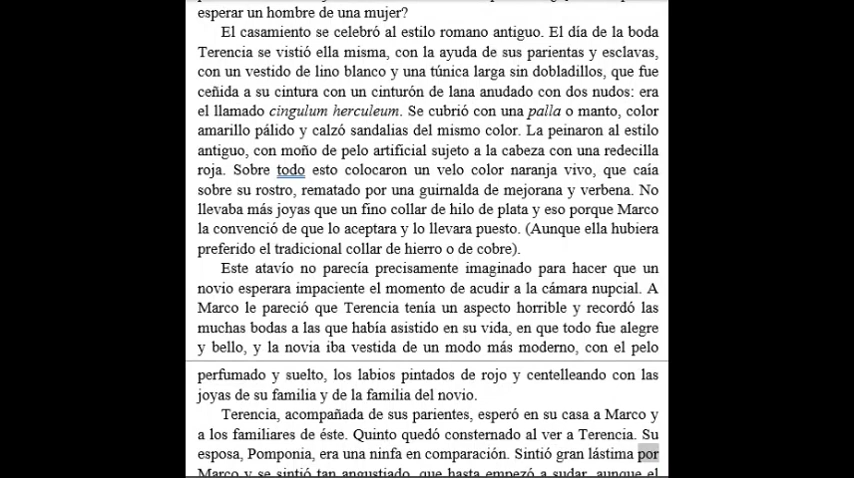 esperar un hombre de una mujer?
El casamiento se celebró al estilo romano antiguo. El día de la boda
Terencia se vistió ella misma, con la ayuda de sus parientas y esclavas,
con un vestido de lino blanco y una túnica larga sin dobladillos, que fue
ceñida a su cintura con un cinturón de lana anudado con dos nudos: era
el llamado cingulum herculeum. Se cubrió con una palla o manto, color
amarillo pálido y calzó sandalias del mismo color. La peinaron al estilo
antiguo, con moño de pelo artificial sujeto a la cabeza con una redecilla
roja. Sobre todo esto colocaron un velo color naranja vivo, que caía
sobre su rostro, rematado por una guirnalda de mejorana y verbena. No
llevaba más joyas que un fino collar de hilo de plata y eso porque Marco
la convenció de que lo aceptara y lo llevara puesto. (Aunque ella hubiera
preferido el tradicional collar de hierro o de cobre).
Este atavío no parecía precisamente imaginado para hacer que un
novio esperara impaciente el momento de acudir a la cámara nupcial. A
Marco le pareció que Terencia tenía un aspecto horrible y recordó las
muchas bodas a las que había asistido en su vida, en que todo fue alegre
y bello, y la novia iba vestida de un modo más moderno, con el pelo
perfumado y suelto, los labios pintados de rojo y centelleando con las
joyas de su familia y de la familia del novio.
Terencia, acompañada de sus parientes, esperó en su casa a Marco y
a los familiares de éste. Quinto quedó consternado al ver a Terencia. Su
esposa, Pomponia, era una ninfa en comparación. Sintió gran lástima por
Marco y se sintió tan angustiado, que hasta empezó a sudar, aunque el